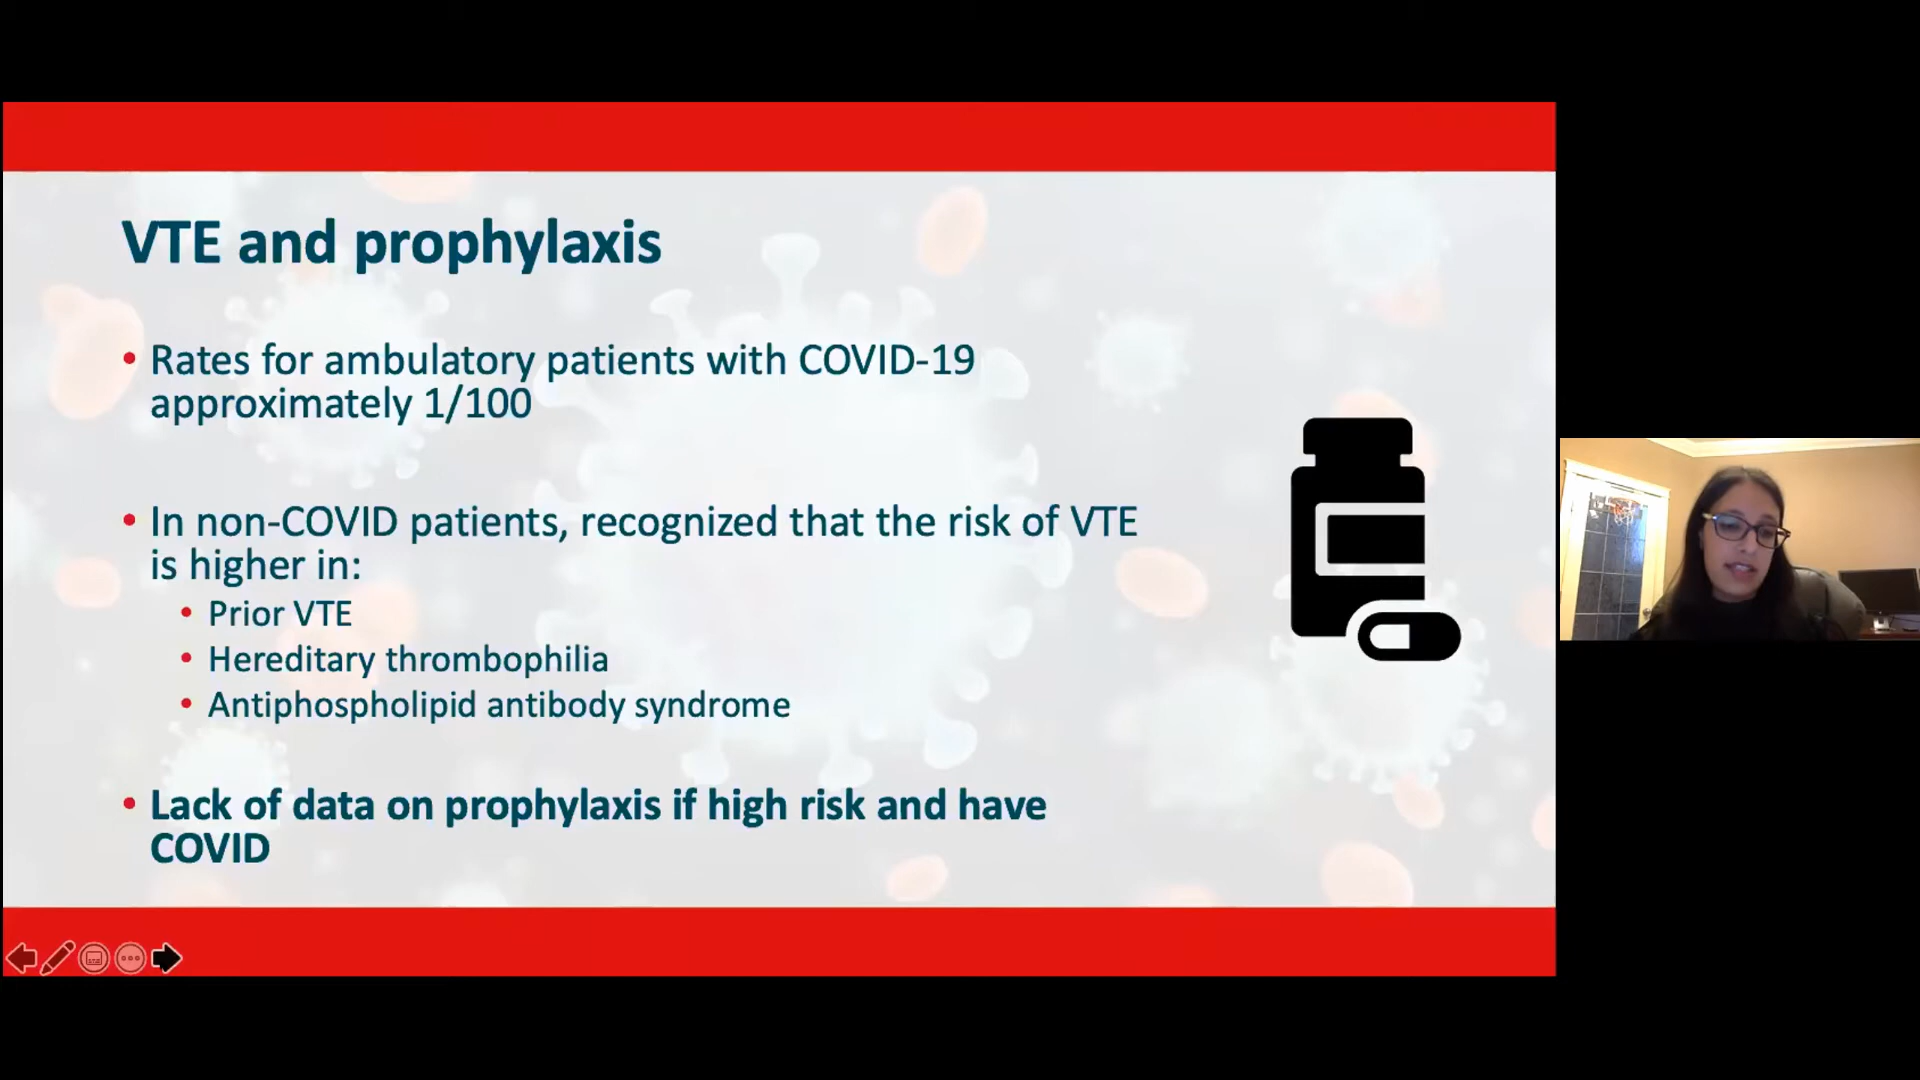 VTE and prophylaxis
• Rates for ambulatory patients with COVID-19
approximately 1/100
• In non-COVID patients, recognized that the risk of VTE
is higher in:
• Prior VTE
• Hereditary thrombophilia
• Antiphospholipid antibody syndrome
• Lack of data on prophylaxis if high risk and have
COVID